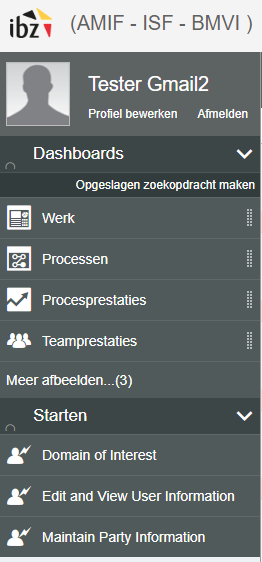 ibz (AMIF - ISF - BMVI )
Tester Gmail2
Profiel bewerken Afmelden
Dashboards
Opgeslagen zoekopdracht maken
Werk
Processen
Procesprestaties
Teamprestaties
Meer afbeelden...(3)
Starten
Domain of Interest
Edit and View User Information
Maintain Party Information